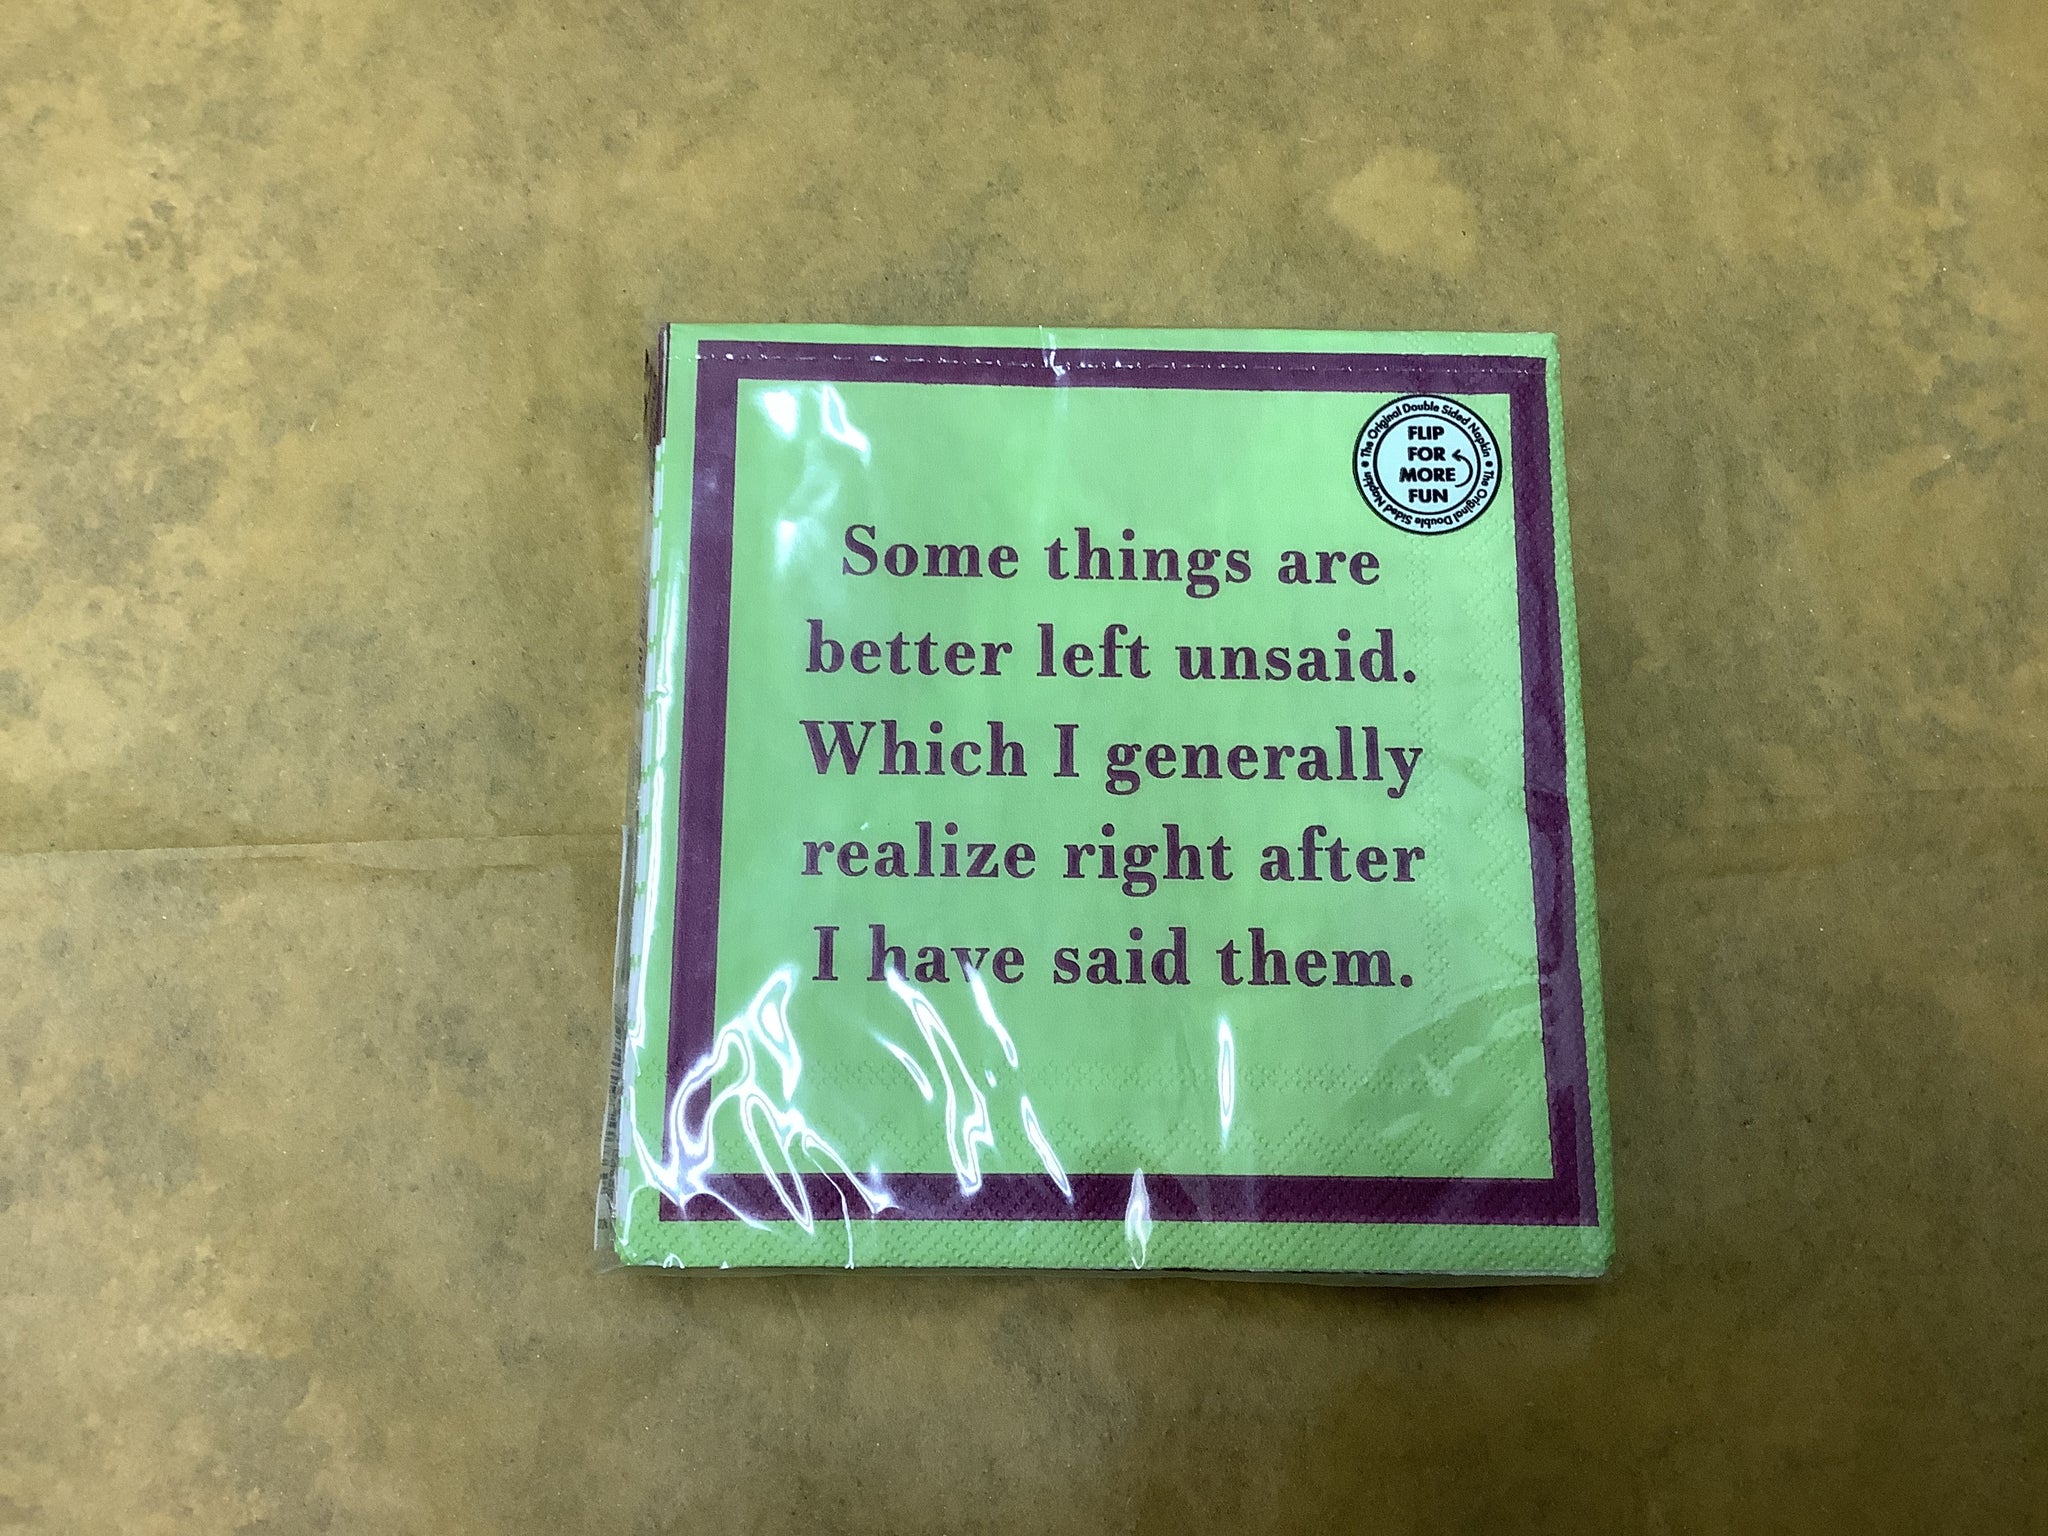 Some things are
better left unsaid.
Which I generally
realize right after
I have said them.
The Original Double Sided Napkin • The Original Double Sided Napkin •
FLIP
FOR
MORE
FUN